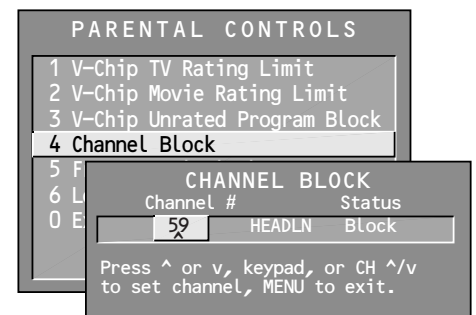 PARENTAL CONTROLS
1 V-Chip TV Rating Limit
2 V-Chip Movie Rating Limit
3 V-Chip Unrated Program Block
4 Channel Block
5
6
0
CHANNEL BLOCK
Channel # Status
59 HEADLN Block
Press ^ or v, keypad, or CH ^/v
to set channel, MENU to exit.